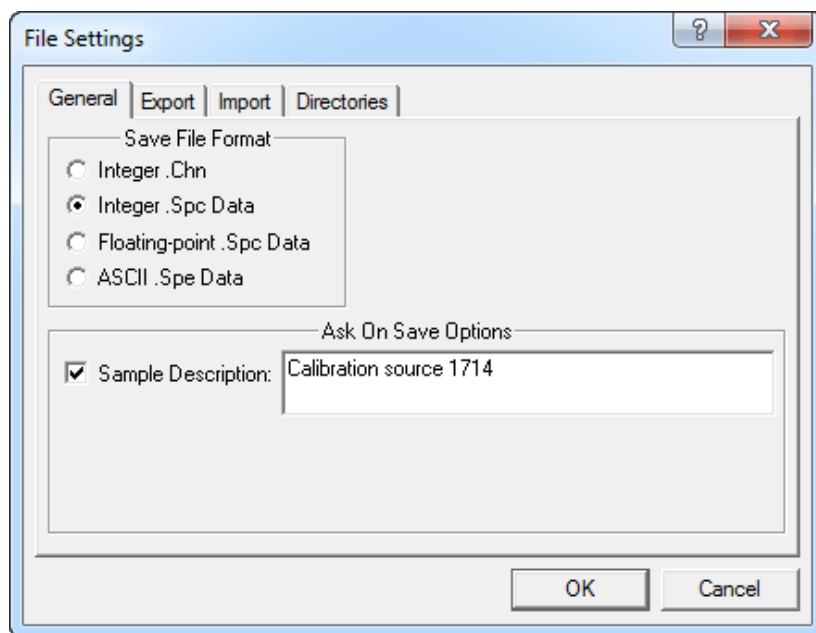 File Settings
General Export Import Directories
Save File Format
Integer .Chn
Integer .Spc Data
Floating-point .Spc Data
ASCII .Spe Data
Ask On Save Options
Sample Description: Calibration source 1714
OK Cancel